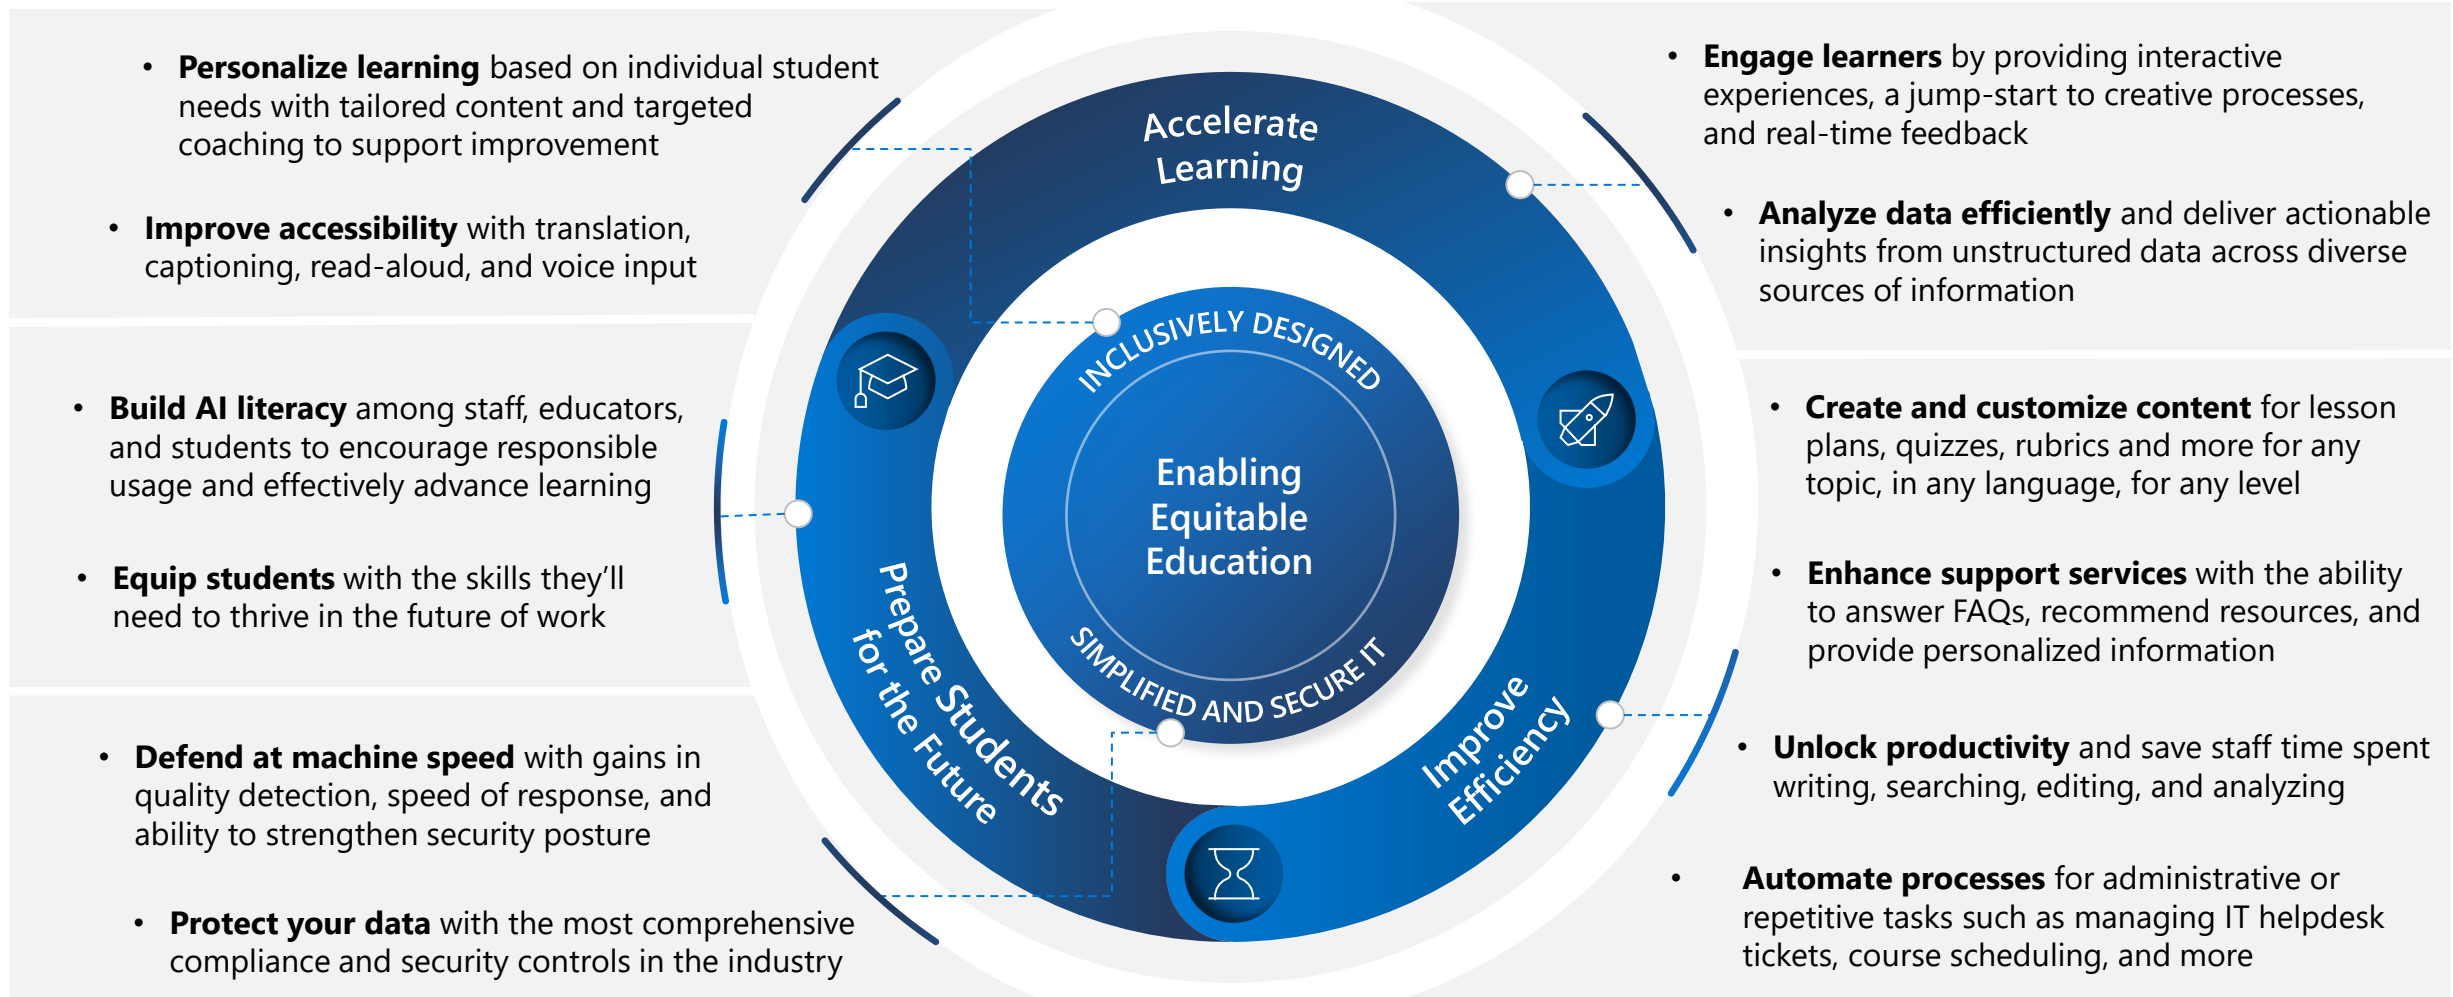 • Personalize learning based on individual student
needs with tailored content and targeted
coaching to support improvement
• Improve accessibility with translation,
captioning, read-aloud, and voice input
• Build AI literacy among staff, educators,
and students to encourage responsible
usage and effectively advance learning
• Equip students with the skills they’ll
need to thrive in the future of work
• Defend at machine speed with gains in
quality detection, speed of response, and
ability to strengthen security posture
• Protect your data with the most comprehensive
compliance and security controls in the industry
Accelerate
Learning
INCLUSIVELY DESIGNED
Enabling
Equitable
Education
SIMPLIFIED AND SECURE IT
Prepare Students
for the Future
Improve
Efficiency
• Engage learners by providing interactive
experiences, a jump-start to creative processes,
and real-time feedback
• Analyze data efficiently and deliver actionable
insights from unstructured data across diverse
sources of information
• Create and customize content for lesson
plans, quizzes, rubrics and more for any
topic, in any language, for any level
• Enhance support services with the ability
to answer FAQs, recommend resources, and
provide personalized information
• Unlock productivity and save staff time spent
writing, searching, editing, and analyzing
• Automate processes for administrative or
repetitive tasks such as managing IT helpdesk
tickets, course scheduling, and more